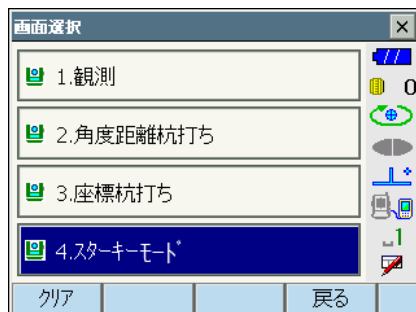 画面選択
1.観測
2.角度距離杭打ち
3.座標杭打ち
4.スターキーモード
0
1
クリア
戻る